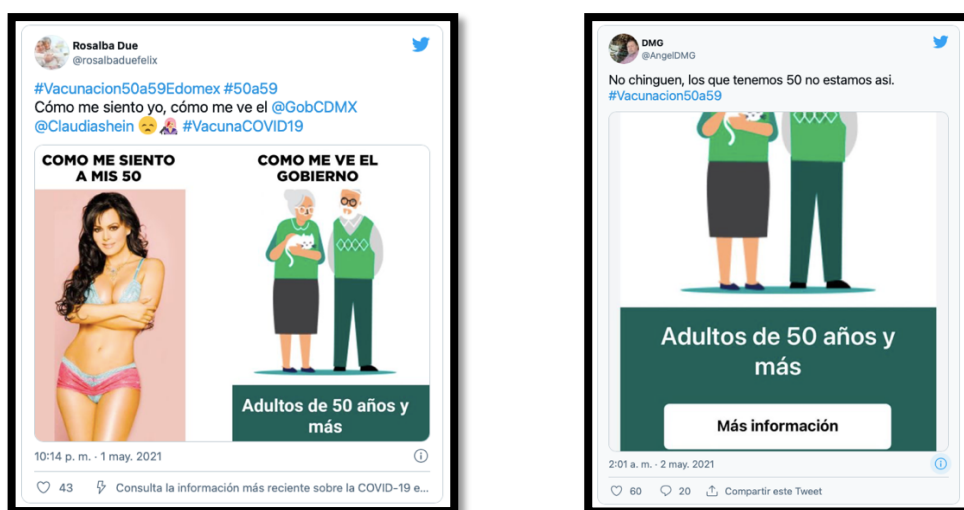 Rosalba Due
@rosalbaduefelix
#Vacunacion50a59Edomex #50a59
Cómo me siento yo, cómo me ve el @GobCDMX
@Claudiashein 😞 🤦🏼‍♀️ #VacunaCOVID19
COMO ME SIENTO
A MIS 50
COMO ME VE EL
GOBIERNO
Adultos de 50 años y
más
10:14 p. m. · 1 may. 2021
43 Consulta la información más reciente sobre la COVID-19 e...
DMG
@AngelDMG
No chinguen, los que tenemos 50 no estamos asi.
#Vacunacion50a59
Adultos de 50 años y
más
Más información
2:01 a. m. · 2 may. 2021
60 20 Compartir este Tweet